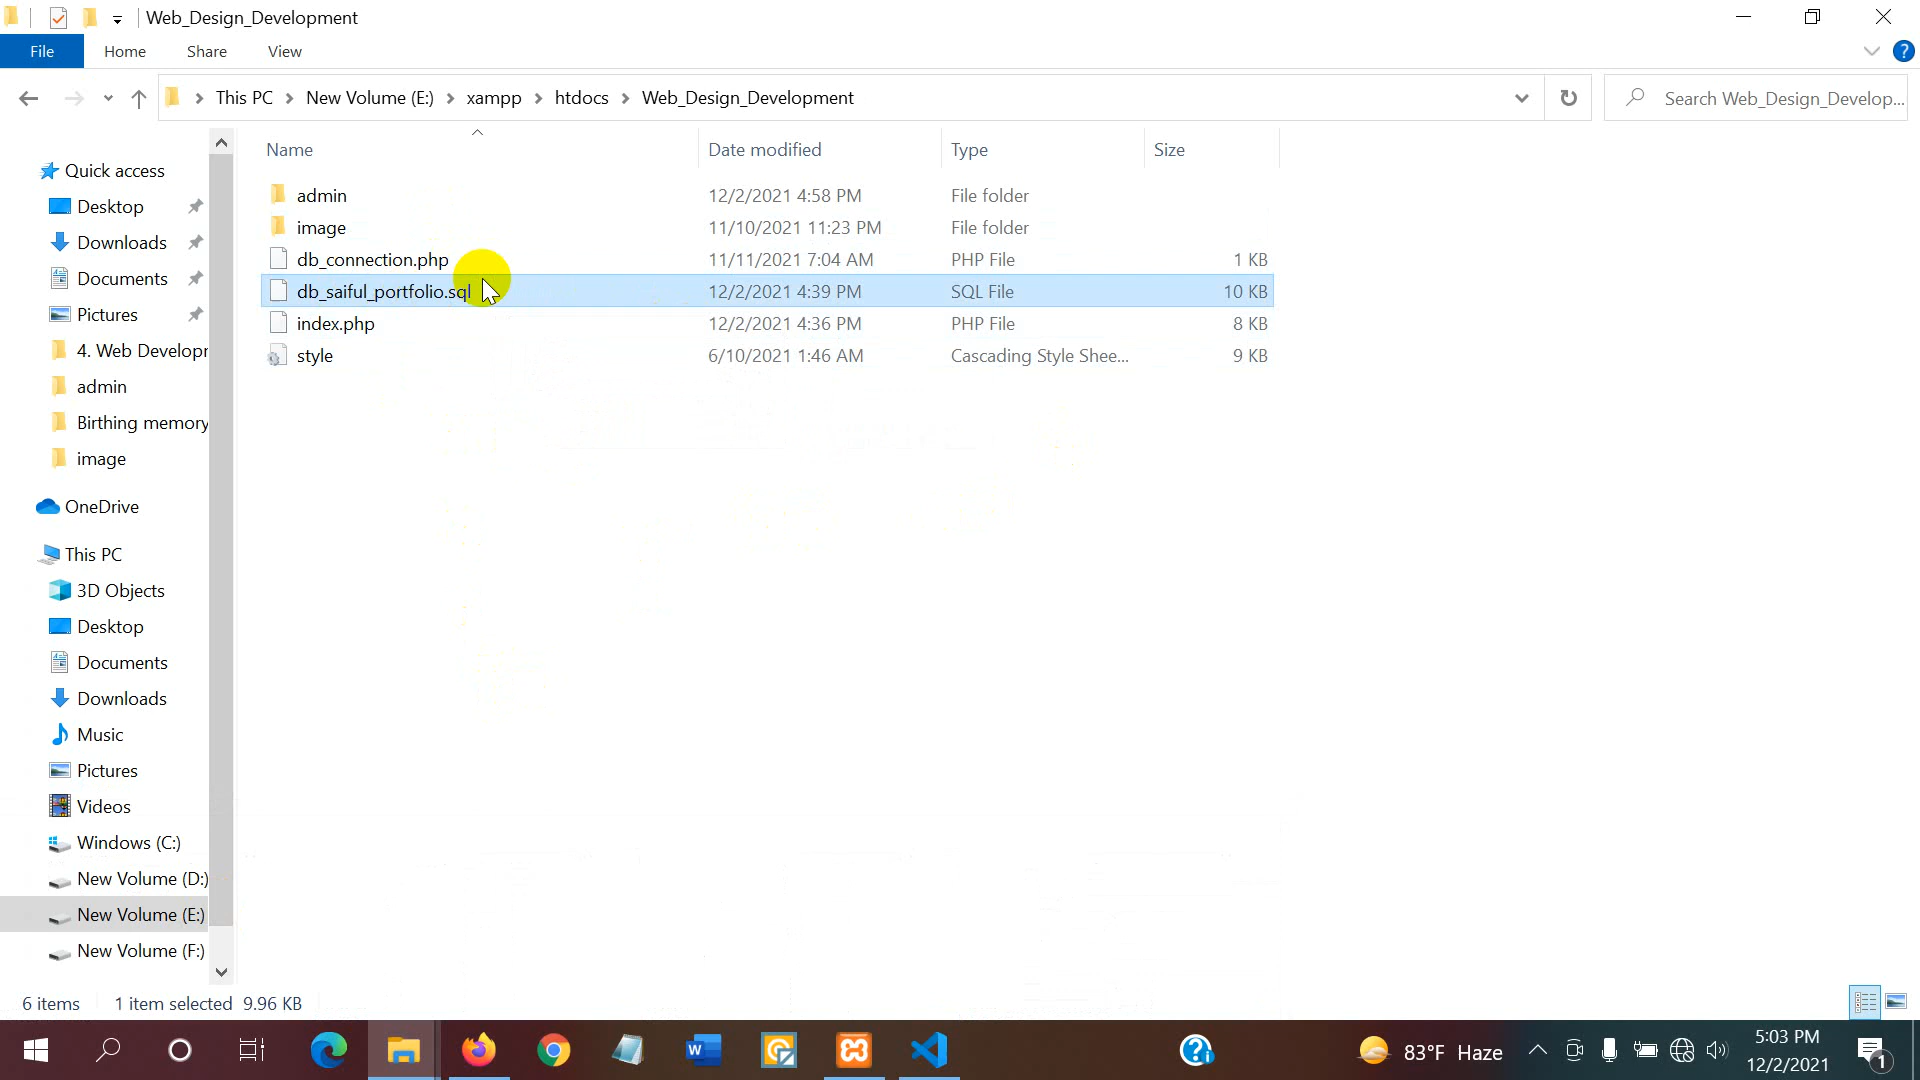 Web_Design_Development
File Home Share View
This PC New Volume (E:) xampp htdocs Web_Design_Development
Search Web_Design_Develop...
Name Date modified Type Size
admin 12/2/2021 4:58 PM File folder
image 11/10/2021 11:23 PM File folder
db_connection.php 11/11/2021 7:04 AM PHP File 1 KB
db_saiful_portfolio.sql 12/2/2021 4:39 PM SQL File 10 KB
index.php 12/2/2021 4:36 PM PHP File 8 KB
style 6/10/2021 1:46 AM Cascading Style Shee... 9 KB
Quick access
Desktop
Downloads
Documents
Pictures
4. Web Developr
admin
Birthing memory
image
OneDrive
This PC
3D Objects
Desktop
Documents
Downloads
Music
Pictures
Videos
Windows (C:)
New Volume (D:)
New Volume (E:)
New Volume (F:)
6 items 1 item selected 9.96 KB
83°F Haze
5:03 PM
12/2/2021
1